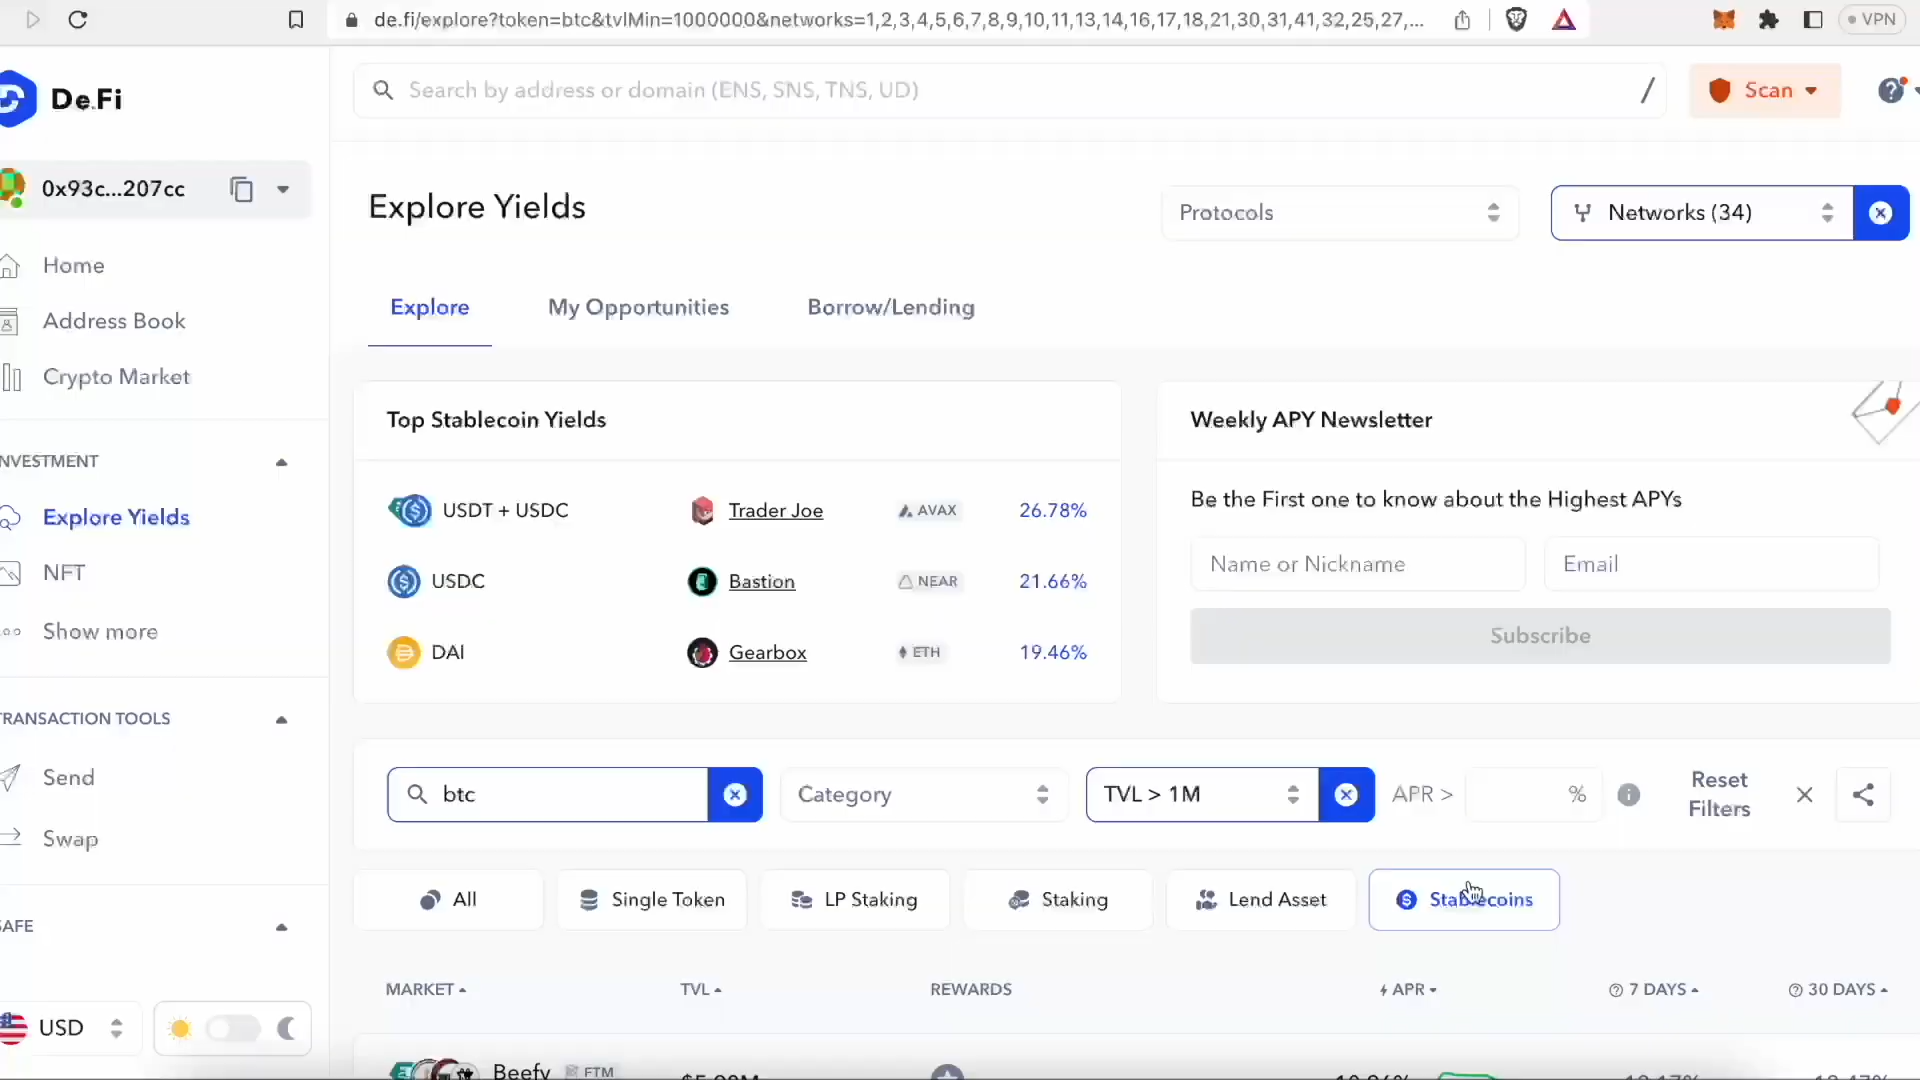 de.fi/explore?token=btc&tvlMin=1000000&networks=1,2,3,4,5,6,7,8,9,10,11,13,14,16,17,18,21,30,31,41,32,25,27,...
VPN
De.Fi
Search by address or domain (ENS, SNS, TNS, UD)
/
Scan
0x93c...207cc
Explore Yields
Protocols
Networks (34)
Home
Address Book
Crypto Market
Explore
My Opportunities
Borrow/Lending
Top Stablecoin Yields
Weekly APY Newsletter
NVESTMENT
Explore Yields
NFT
Show more
USDT + USDC
Trader Joe
AVAX
26.78%
USDC
Bastion
NEAR
21.66%
DAI
Gearbox
ETH
19.46%
Be the First one to know about the Highest APYs
Name or Nickname
Email
Subscribe
RANSACTION TOOLS
Send
Swap
AFE
USD
btc
Category
TVL > 1M
APR >
%
Reset
Filters
All
Single Token
LP Staking
Staking
Lend Asset
Stablecoins
MARKET
TVL
REWARDS
APR
7 DAYS
30 DAYS
Beefy
FTM